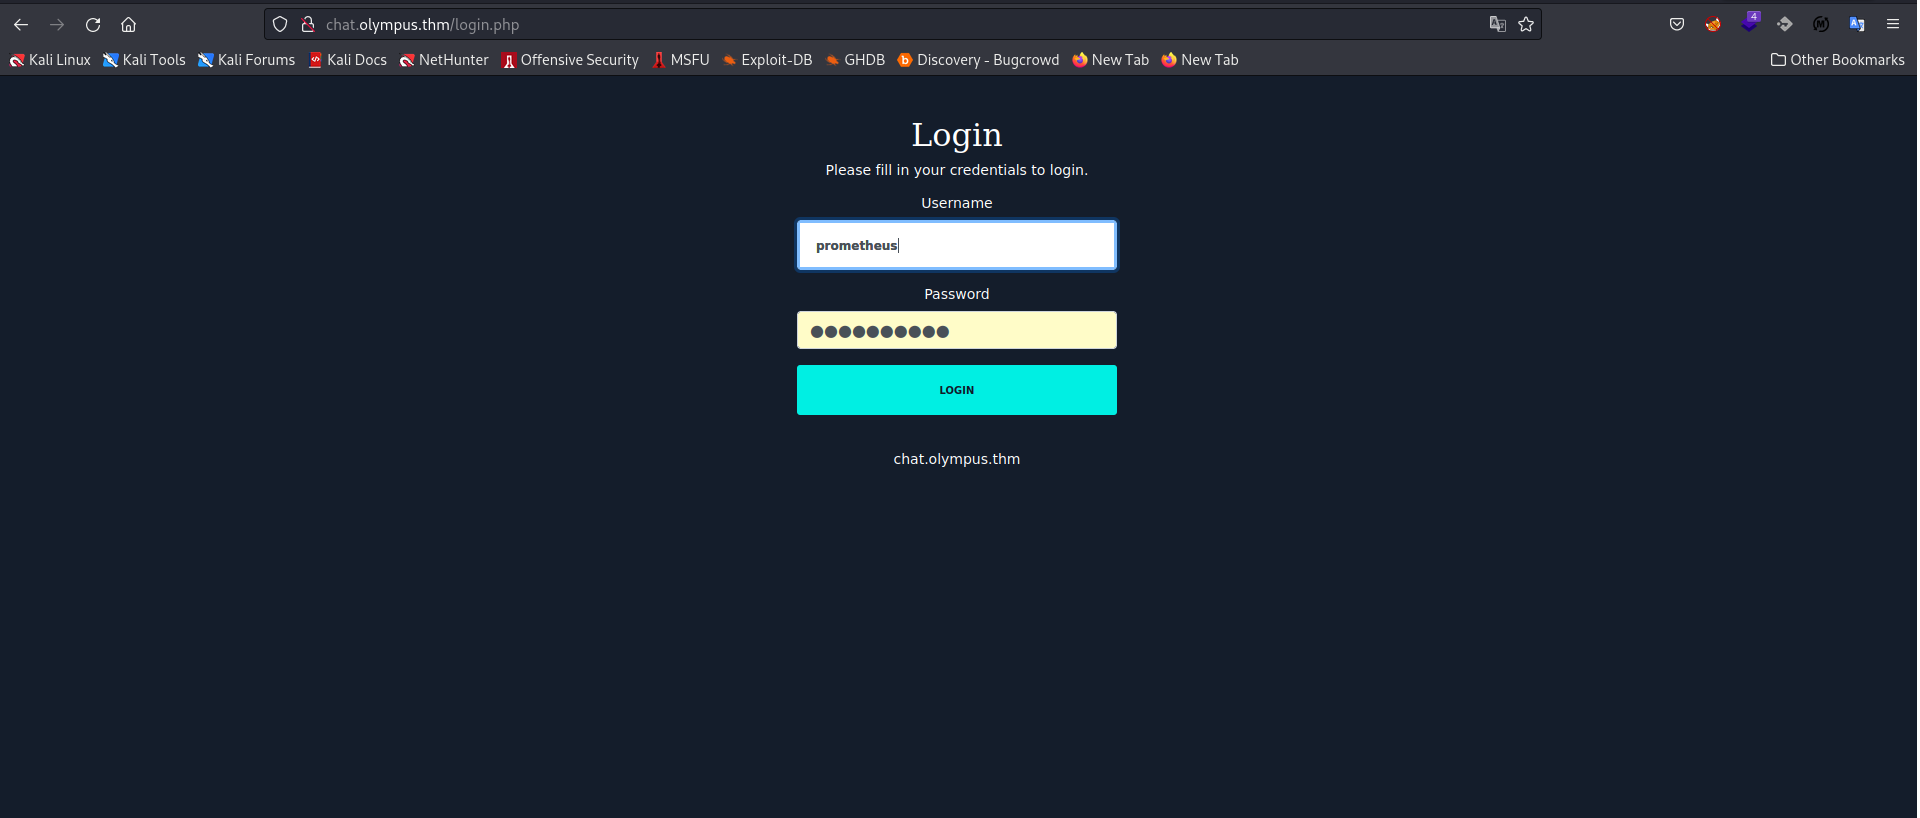 chat.olympus.thm/login.php
4
Kali Linux Kali Tools Kali Forums Kali Docs NetHunter Offensive Security MSFU Exploit-DB GHDB Discovery - Bugcrowd New Tab New Tab Other Bookmarks
Login
Please fill in your credentials to login.
Username
prometheus
Password
LOGIN
chat.olympus.thm